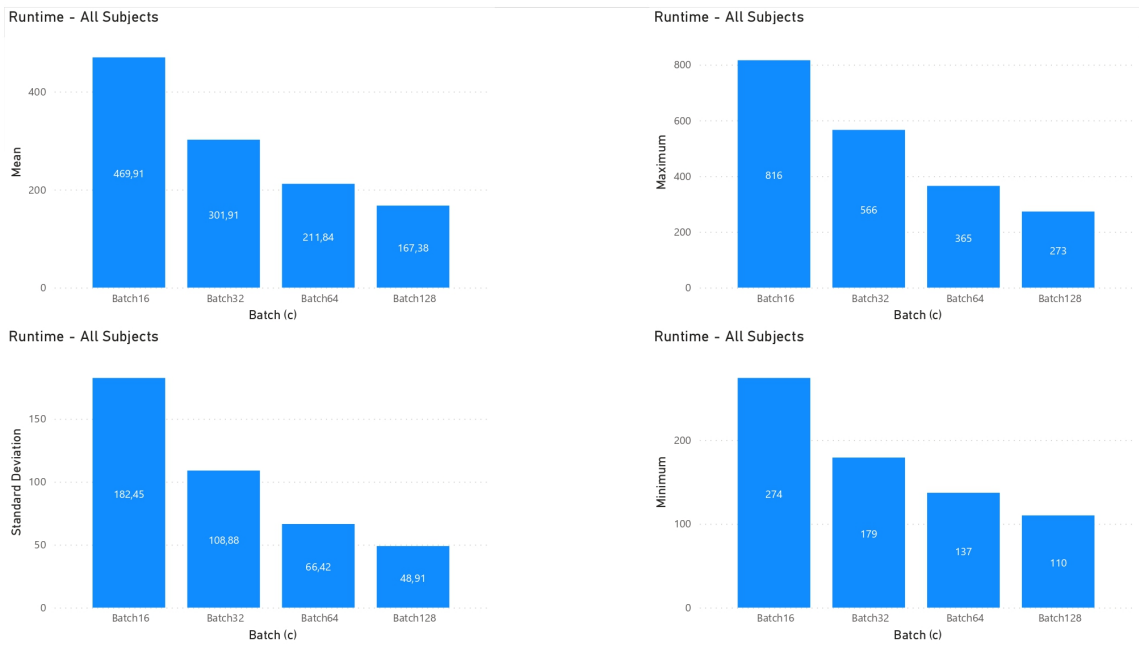 Runtime - All Subjects
Mean
400
200
0
469,91
301,91
211,84
167,38
Batch16 Batch32 Batch64 Batch128
Batch (c)
Runtime - All Subjects
Maximum
800
600
400
200
0
816
566
365
273
Batch16 Batch32 Batch64 Batch128
Batch (c)
Runtime - All Subjects
Standard Deviation
150
100
50
0
182,45
108,88
66,42
48,91
Batch16 Batch32 Batch64 Batch128
Batch (c)
Runtime - All Subjects
Minimum
200
100
0
274
179
137
110
Batch16 Batch32 Batch64 Batch128
Batch (c)